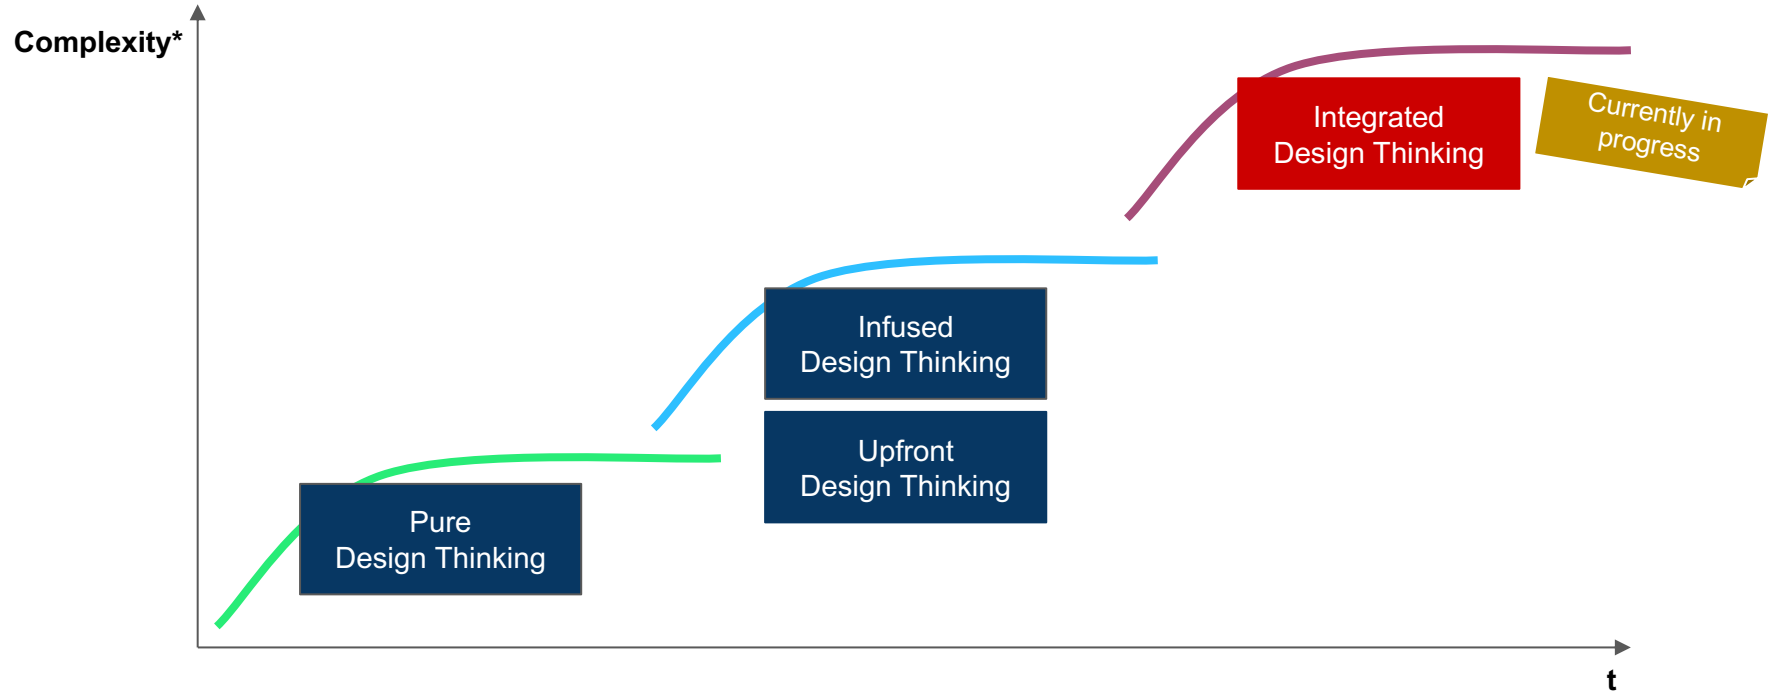 Complexity*
Integrated
Design Thinking
Currently in
progress
Infused
Design Thinking
Upfront
Design Thinking
Pure
Design Thinking
t